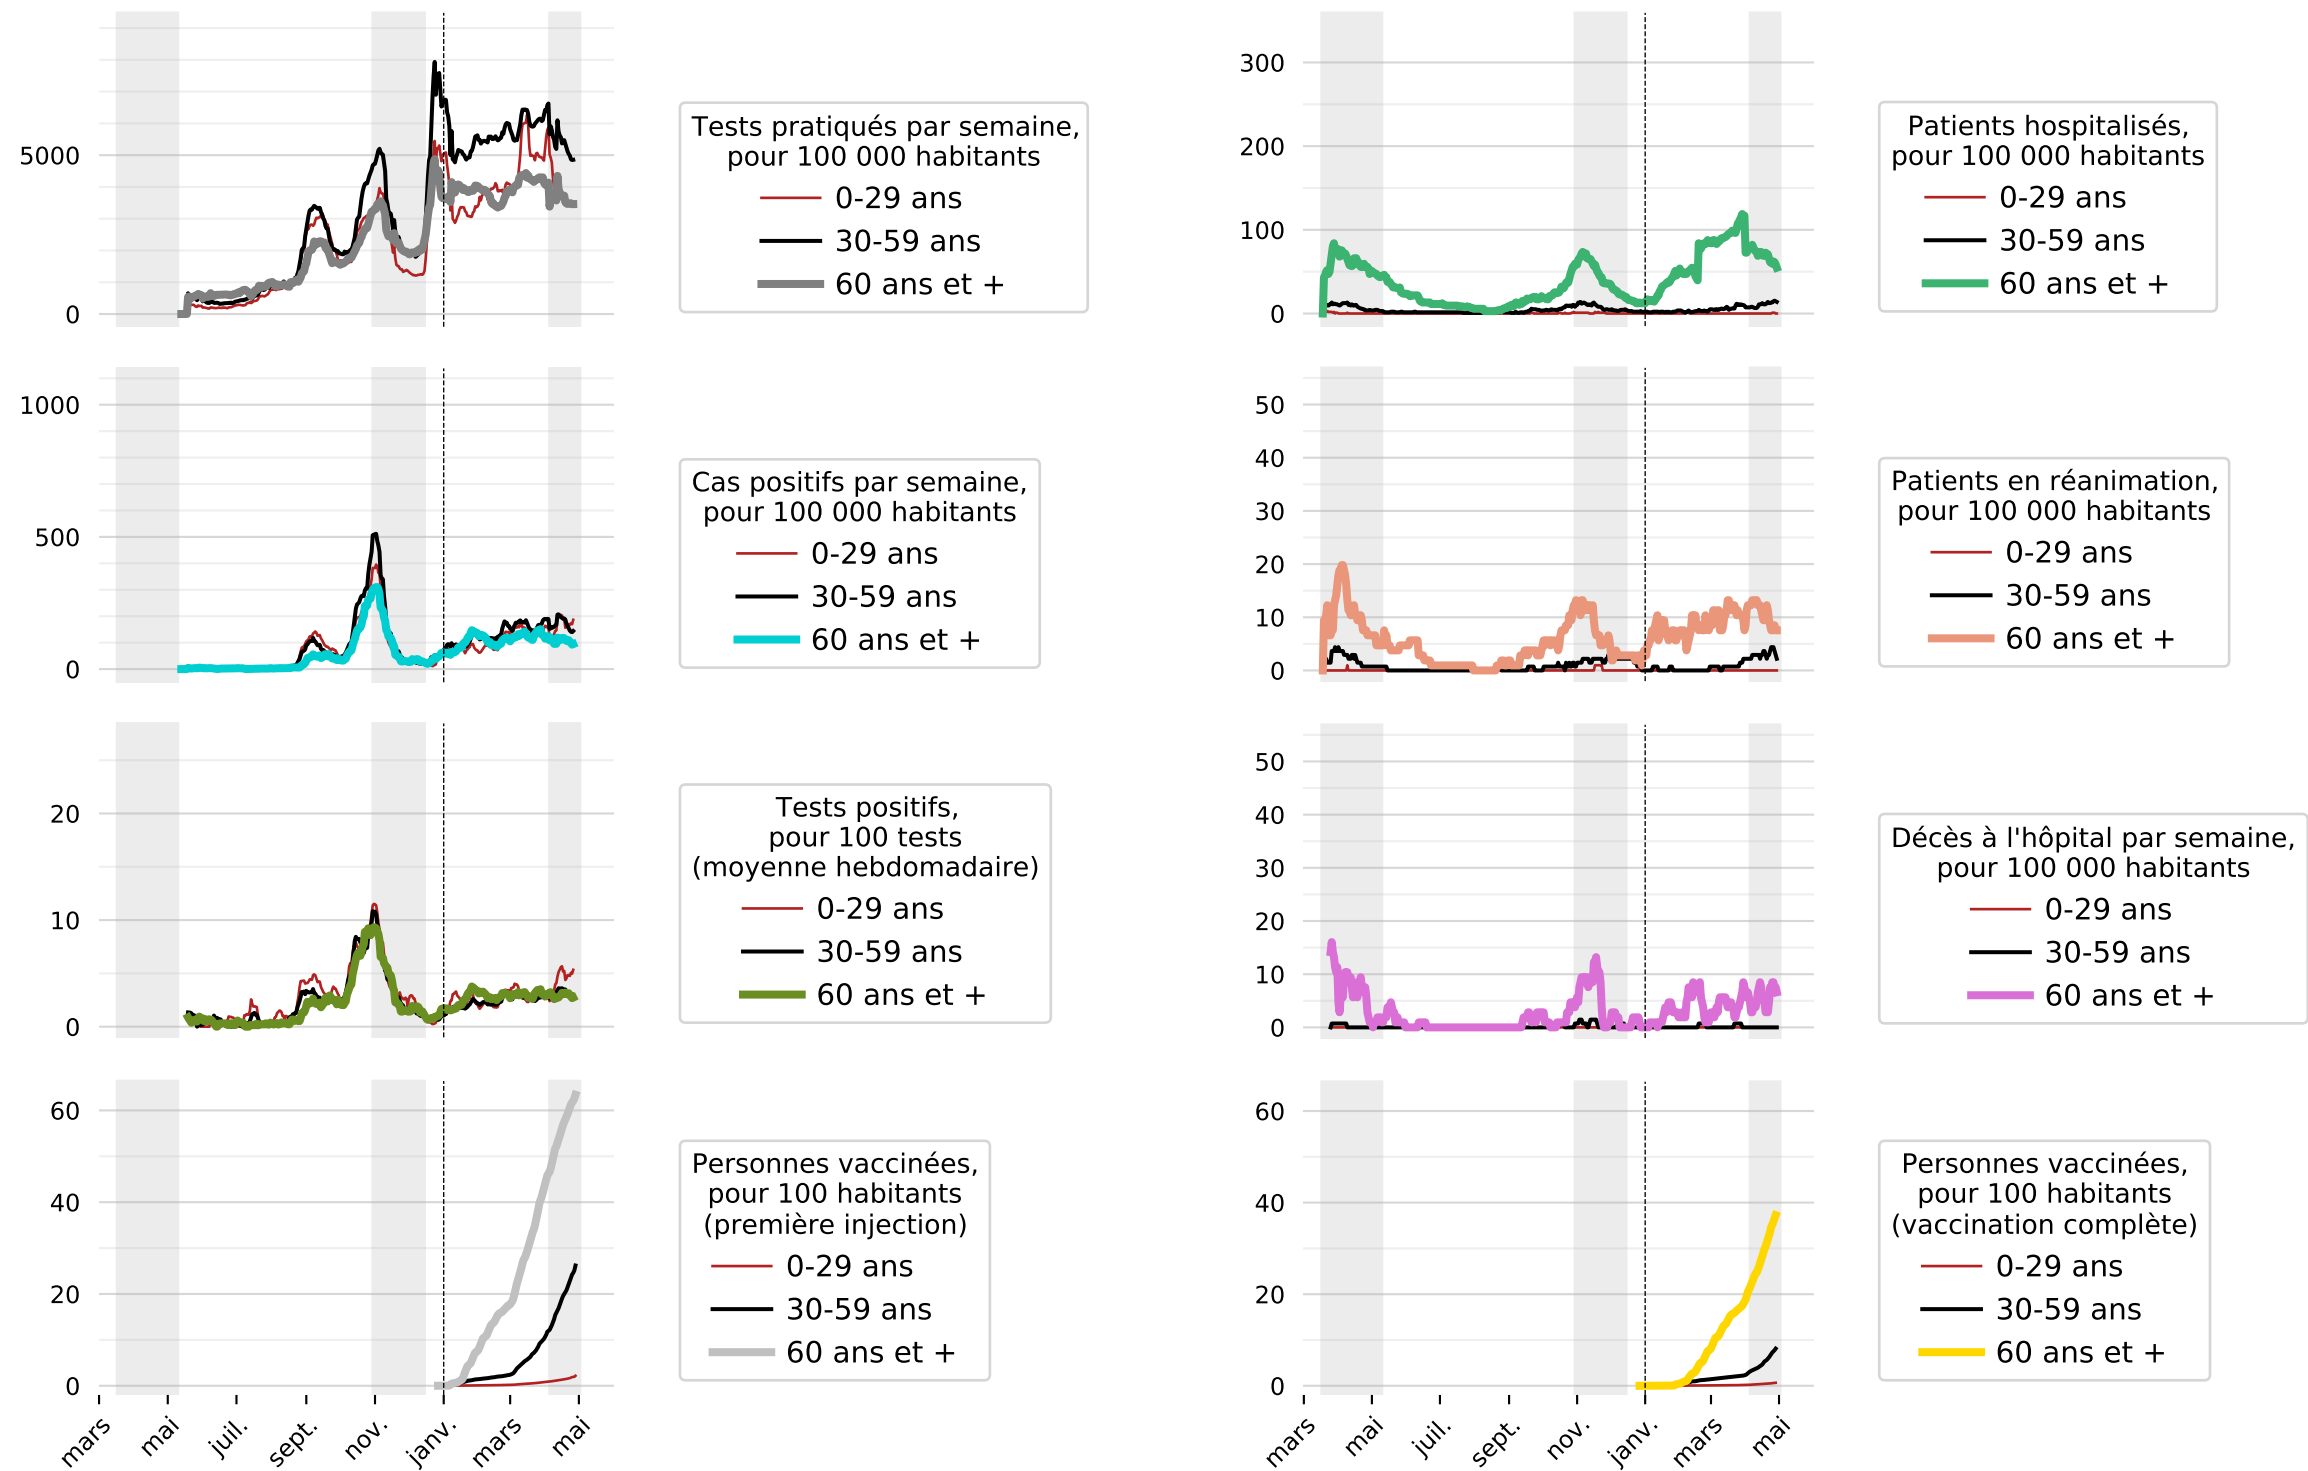 5000
0
Tests pratiqués par semaine,
pour 100 000 habitants
0-29 ans
30-59 ans
60 ans et +
300
200
100
0
Patients hospitalisés,
pour 100 000 habitants
0-29 ans
30-59 ans
60 ans et +
1000
500
0
Cas positifs par semaine,
pour 100 000 habitants
0-29 ans
30-59 ans
60 ans et +
50
40
30
20
10
0
Patients en réanimation,
pour 100 000 habitants
0-29 ans
30-59 ans
60 ans et +
20
10
0
Tests positifs,
pour 100 tests
(moyenne hebdomadaire)
0-29 ans
30-59 ans
60 ans et +
50
40
30
20
10
0
Décès à l'hôpital par semaine,
pour 100 000 habitants
0-29 ans
30-59 ans
60 ans et +
60
40
20
0
mars mai juil. sept. nov. janv. mars mai
Personnes vaccinées,
pour 100 habitants
(première injection)
0-29 ans
30-59 ans
60 ans et +
60
40
20
0
mars mai juil. sept. nov. janv. mars mai
Personnes vaccinées,
pour 100 habitants
(vaccination complète)
0-29 ans
30-59 ans
60 ans et +